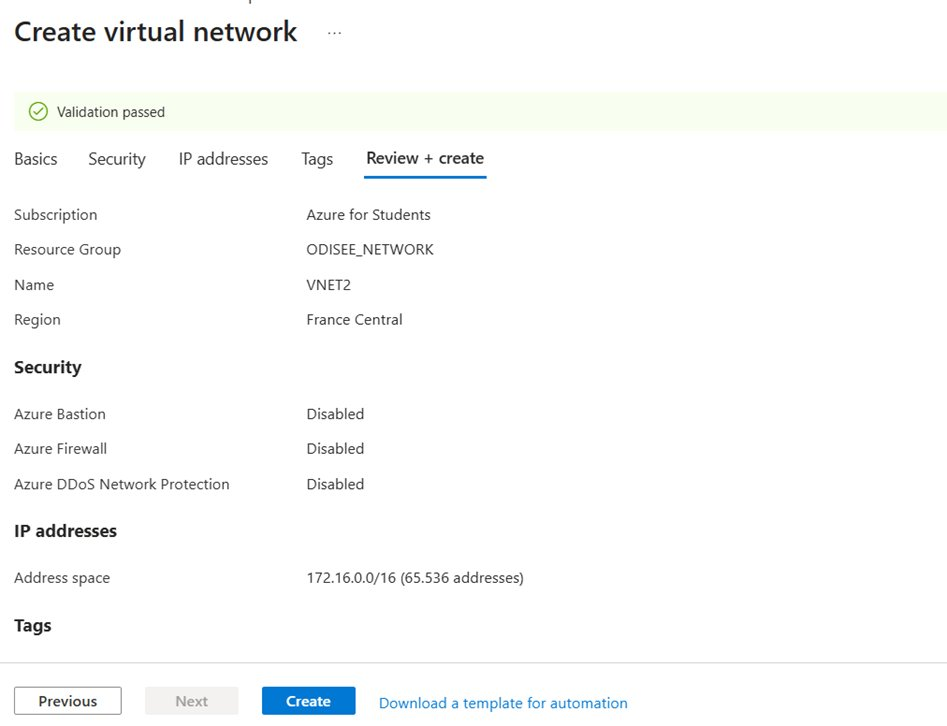 Create virtual network ...
Validation passed
Basics Security IP addresses Tags Review + create
Subscription Azure for Students
Resource Group ODISEE_NETWORK
Name VNET2
Region France Central
Security
Azure Bastion Disabled
Azure Firewall Disabled
Azure DDoS Network Protection Disabled
IP addresses
Address space 172.16.0.0/16 (65.536 addresses)
Tags
Previous Next Create Download a template for automation